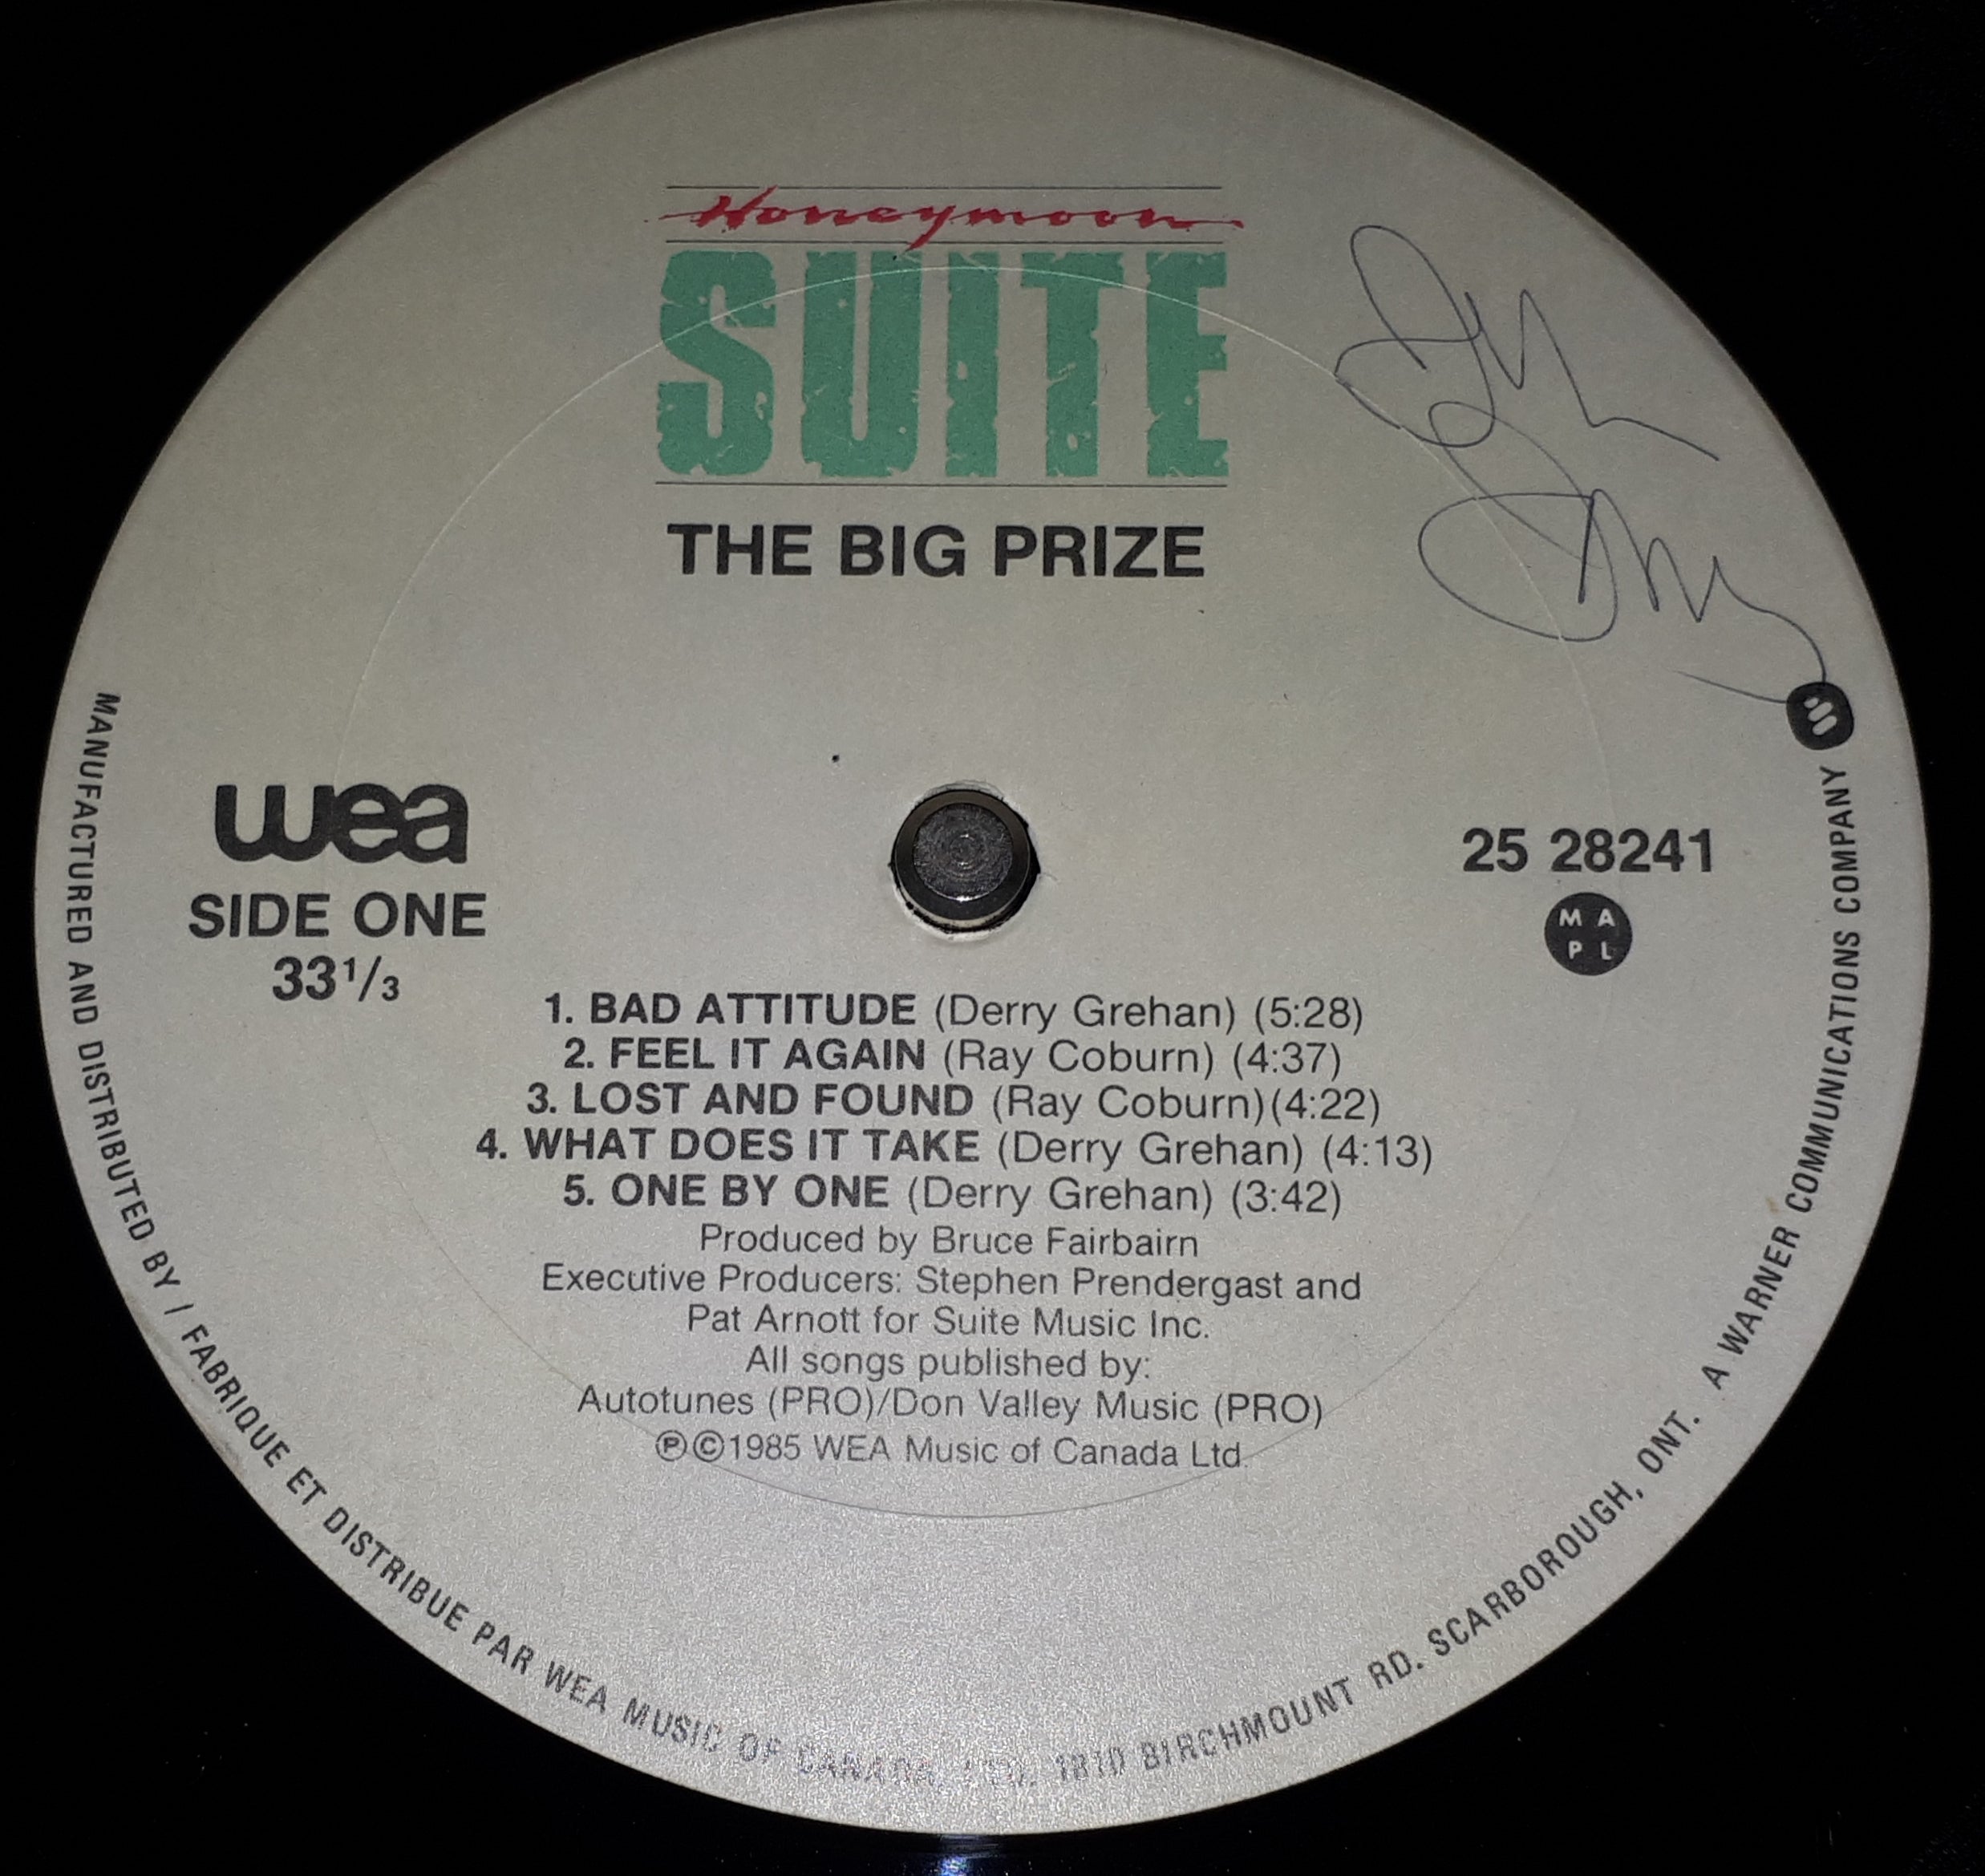 Honeymoon
SUITE
THE BIG PRIZE
wea
SIDE ONE
33 1/3
25 28241
M A
P L
1. BAD ATTITUDE (Derry Grehan) (5:28)
2. FEEL IT AGAIN (Ray Coburn) (4:37)
3. LOST AND FOUND (Ray Coburn)(4:22)
4. WHAT DOES IT TAKE (Derry Grehan) (4:13)
5. ONE BY ONE (Derry Grehan) (3:42)
Produced by Bruce Fairbairn
Executive Producers: Stephen Prendergast and
Pat Arnott for Suite Music Inc.
All songs published by:
Autotunes (PRO)/Don Valley Music (PRO)
℗©1985 WEA Music of Canada Ltd.
MANUFACTURED AND DISTRIBUTED BY / FABRIQUE ET DISTRIBUE PAR WEA MUSIC OF CANADA, LTD. 1810 BIRCHMOUNT RD. SCARBOROUGH, ONT. A WARNER COMMUNICATIONS COMPANY